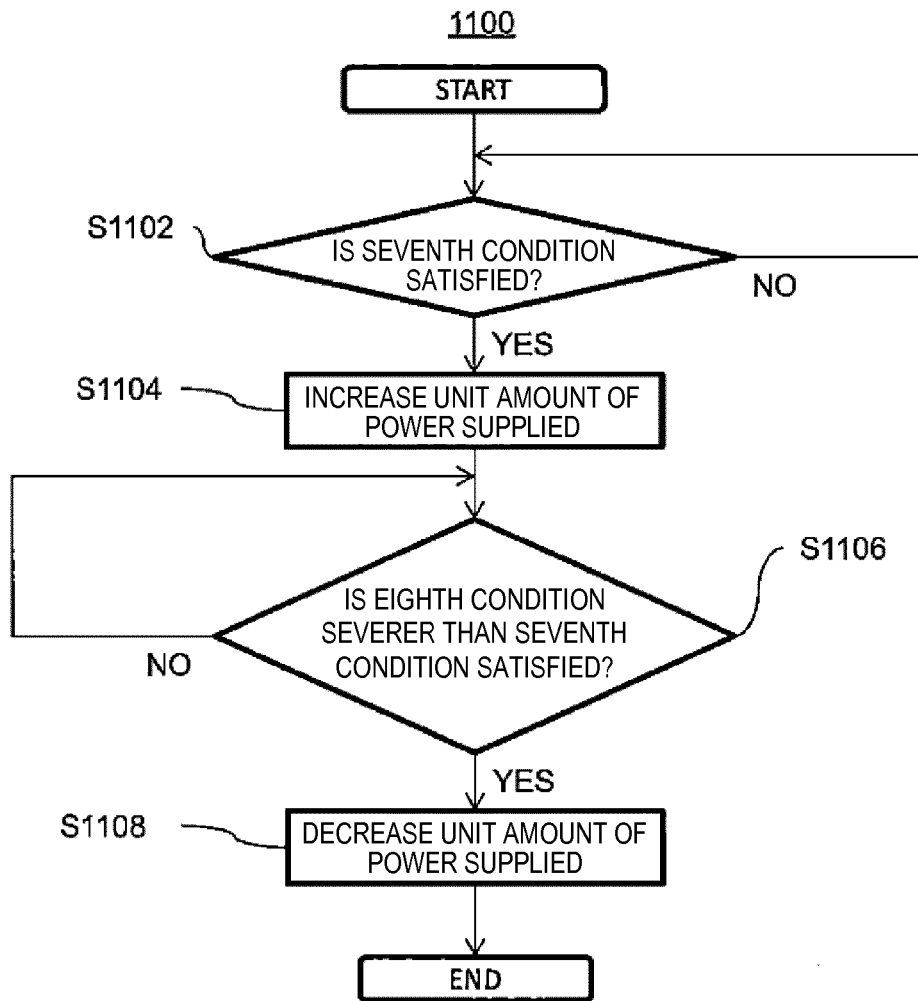 1100
START
S1102
IS SEVENTH CONDITION
SATISFIED?
NO
YES
S1104
INCREASE UNIT AMOUNT OF
POWER SUPPLIED
S1106
IS EIGHTH CONDITION
SEVERER THAN SEVENTH
CONDITION SATISFIED?
NO
YES
S1108
DECREASE UNIT AMOUNT OF
POWER SUPPLIED
END